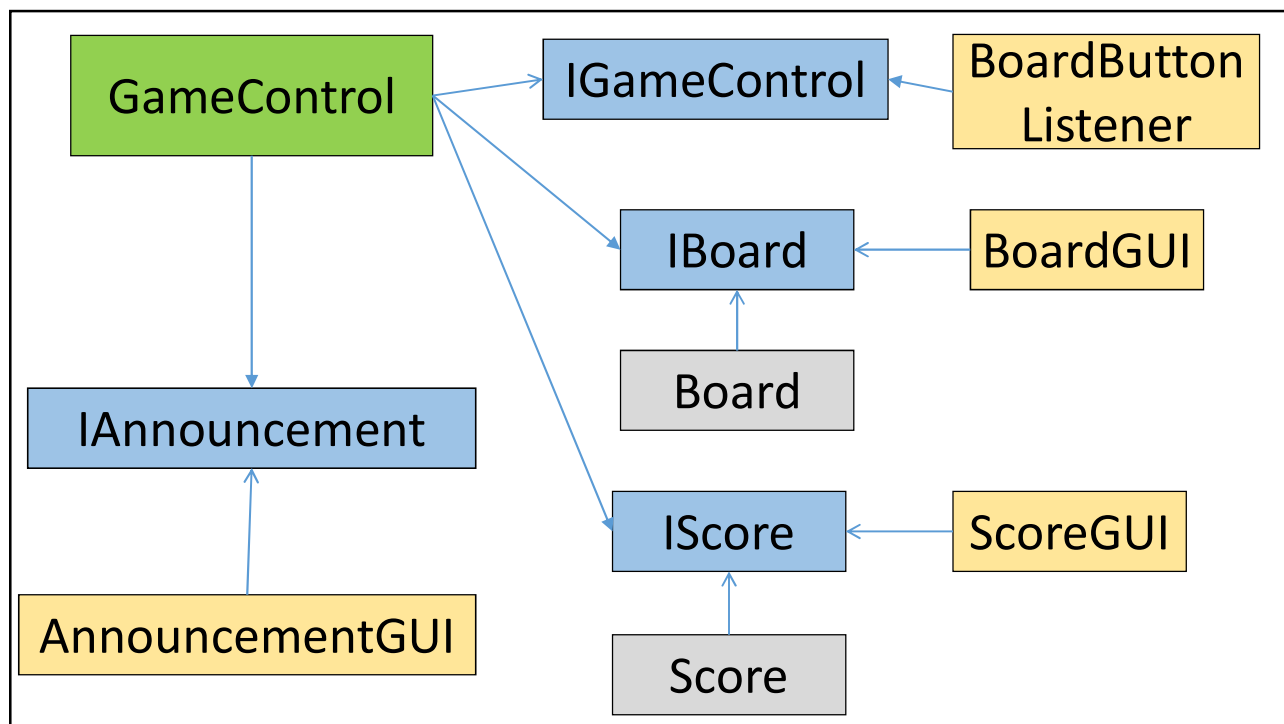 GameControl
IGameControl
BoardButton
Listener
IBoard
BoardGUI
Board
IAnnouncement
IScore
ScoreGUI
AnnouncementGUI
Score